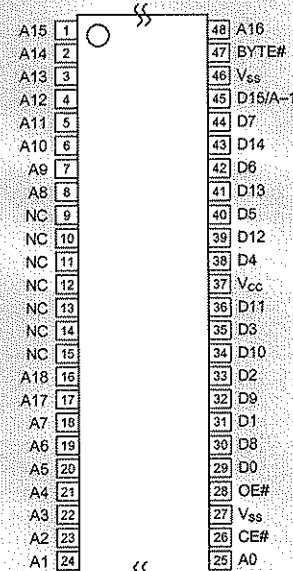 A15 1 48 A16
A14 2 47 BYTE#
A13 3 46 Vss
A12 4 45 D15/A–1
A11 5 44 D7
A10 6 43 D14
A9 7 42 D6
A8 8 41 D13
NC 9 40 D5
NC 10 39 D12
NC 11 38 D4
NC 12 37 Vcc
NC 13 36 D11
NC 14 35 D3
NC 15 34 D10
A18 16 33 D2
A17 17 32 D9
A7 18 31 D1
A6 19 30 D8
A5 20 29 D0
A4 21 28 OE#
A3 22 27 Vss
A2 23 26 CE#
A1 24 25 A0